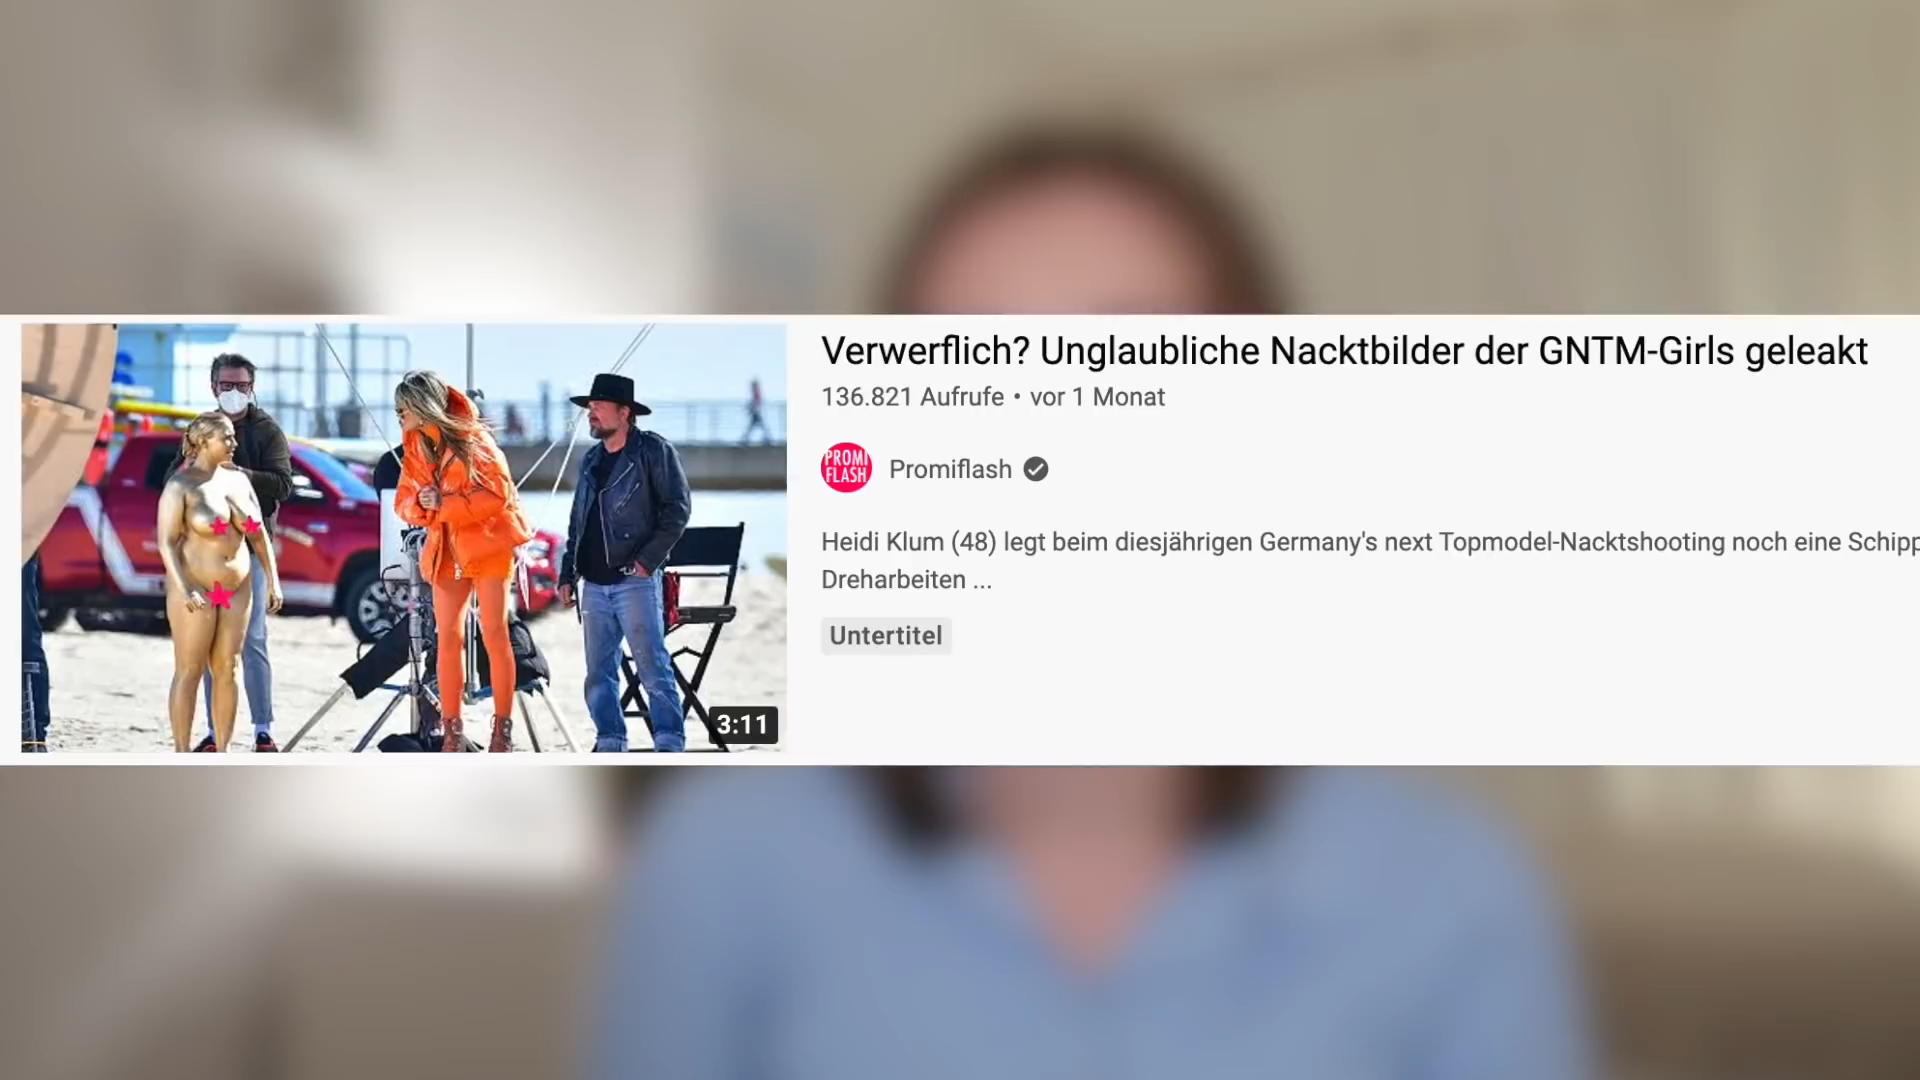 Verwerflich? Unglaubliche Nacktbilder der GNTM-Girls geleakt
136.821 Aufrufe • vor 1 Monat
PROMI
FLASH
Promiflash
Heidi Klum (48) legt beim diesjährigen Germany's next Topmodel-Nacktshooting noch eine Schipp
Dreharbeiten ...
Untertitel
3:11